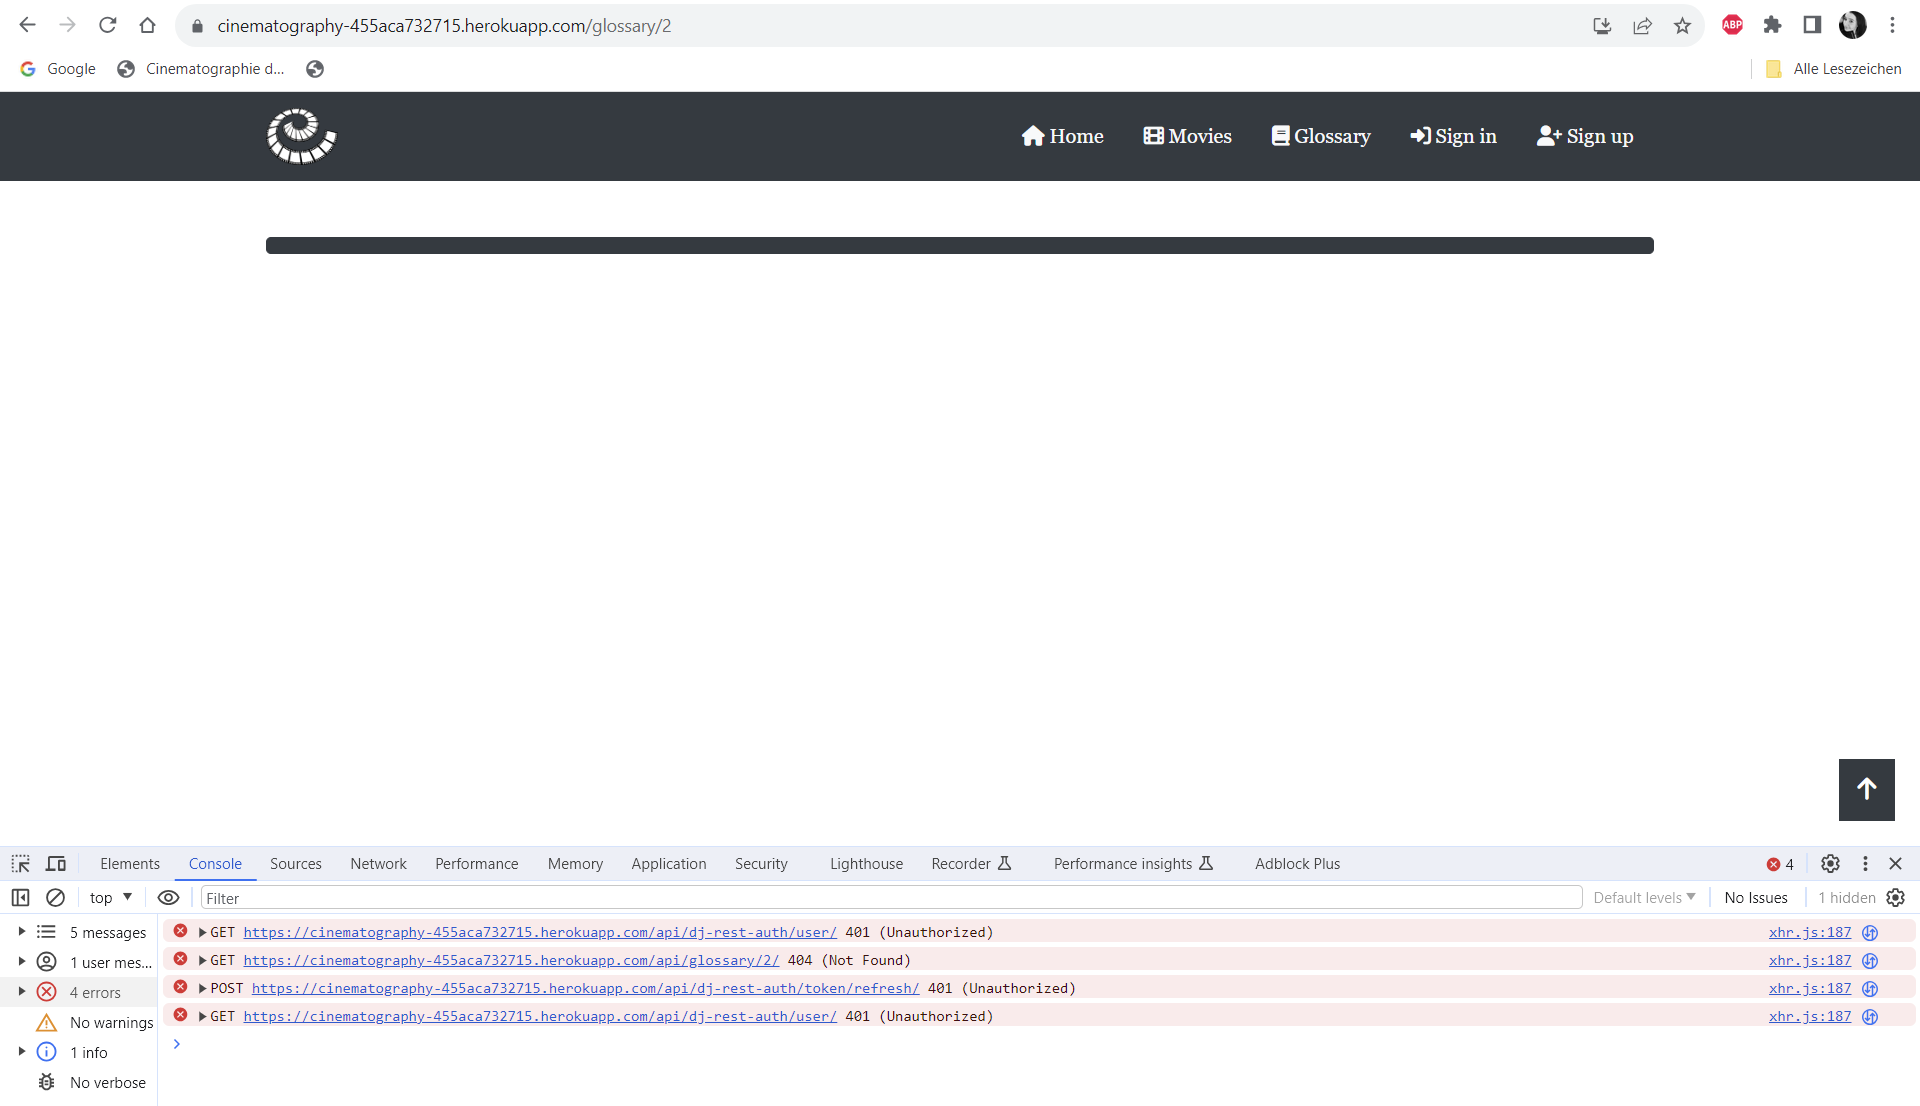 cinematography-455aca732715.herokuapp.com/glossary/2
ABP
Google Cinematographie d... Alle Lesezeichen
Home Movies Glossary Sign in Sign up
Elements Console Sources Network Performance Memory Application Security Lighthouse Recorder Performance insights Adblock Plus 4
top Filter Default levels No Issues 1 hidden
5 messages
1 user mes...
4 errors
No warnings
1 info
No verbose
GET https://cinematography-455aca732715.herokuapp.com/api/dj-rest-auth/user/ 401 (Unauthorized) xhr.js:187
GET https://cinematography-455aca732715.herokuapp.com/api/glossary/2/ 404 (Not Found) xhr.js:187
POST https://cinematography-455aca732715.herokuapp.com/api/dj-rest-auth/token/refresh/ 401 (Unauthorized) xhr.js:187
GET https://cinematography-455aca732715.herokuapp.com/api/dj-rest-auth/user/ 401 (Unauthorized) xhr.js:187